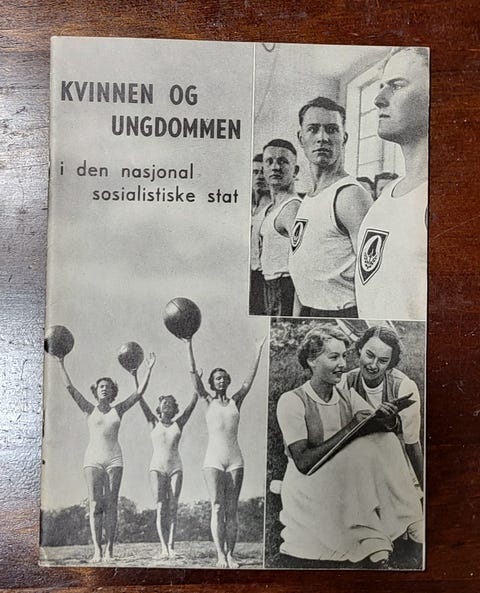 KVINNEN OG
UNGDOMMEN
i den nasjonal
sosialistiske stat